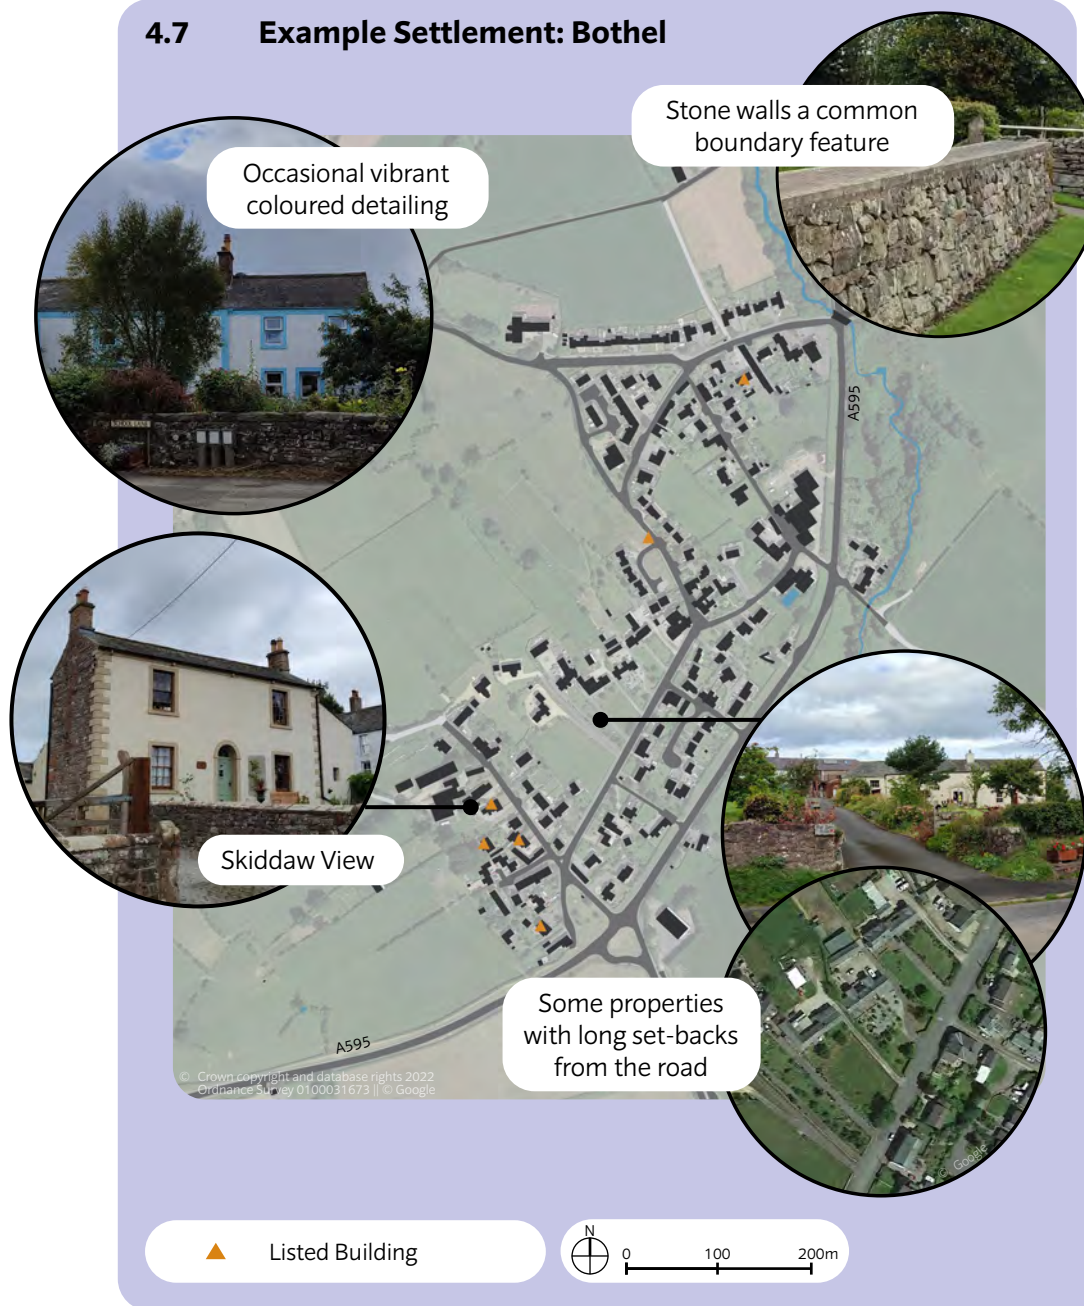 4.7 Example Settlement: Bothel
Stone walls a common
boundary feature
Occasional vibrant
coloured detailing
SCHOOL LANE
A595
Skiddaw View
Some properties
with long set-backs
from the road
A595
© Crown copyright and database rights 2022
Ordnance Survey 0100031673 || © Google
© Google
Listed Building
N
0 100 200m